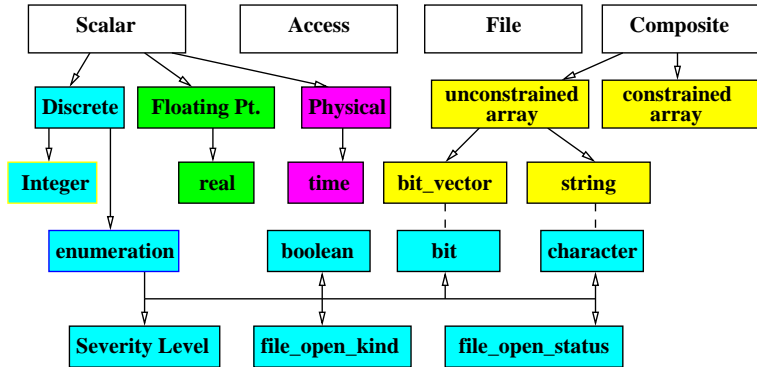 Scalar
Access
File
Composite
Discrete
Floating Pt.
Physical
unconstrained
array
constrained
array
Integer
real
time
bit_vector
string
enumeration
boolean
bit
character
Severity Level
file_open_kind
file_open_status